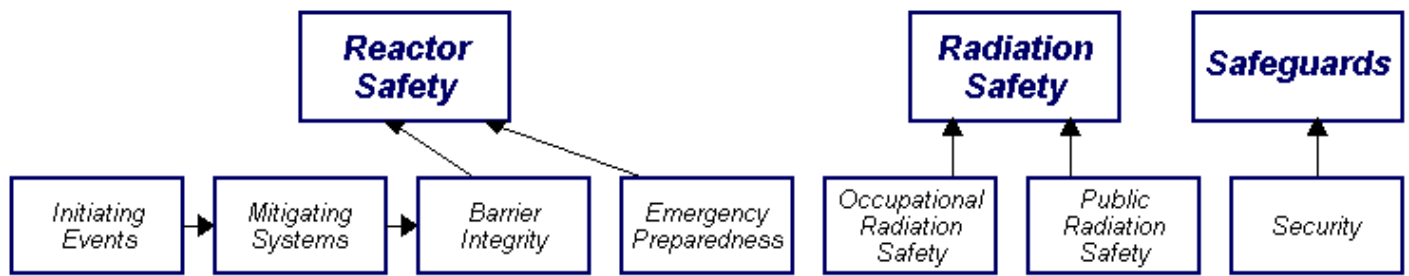 Reactor
Safety
Radiation
Safety
Safeguards
Initiating
Events
Mitigating
Systems
Barrier
Integrity
Emergency
Preparedness
Occupational
Radiation
Safety
Public
Radiation
Safety
Security